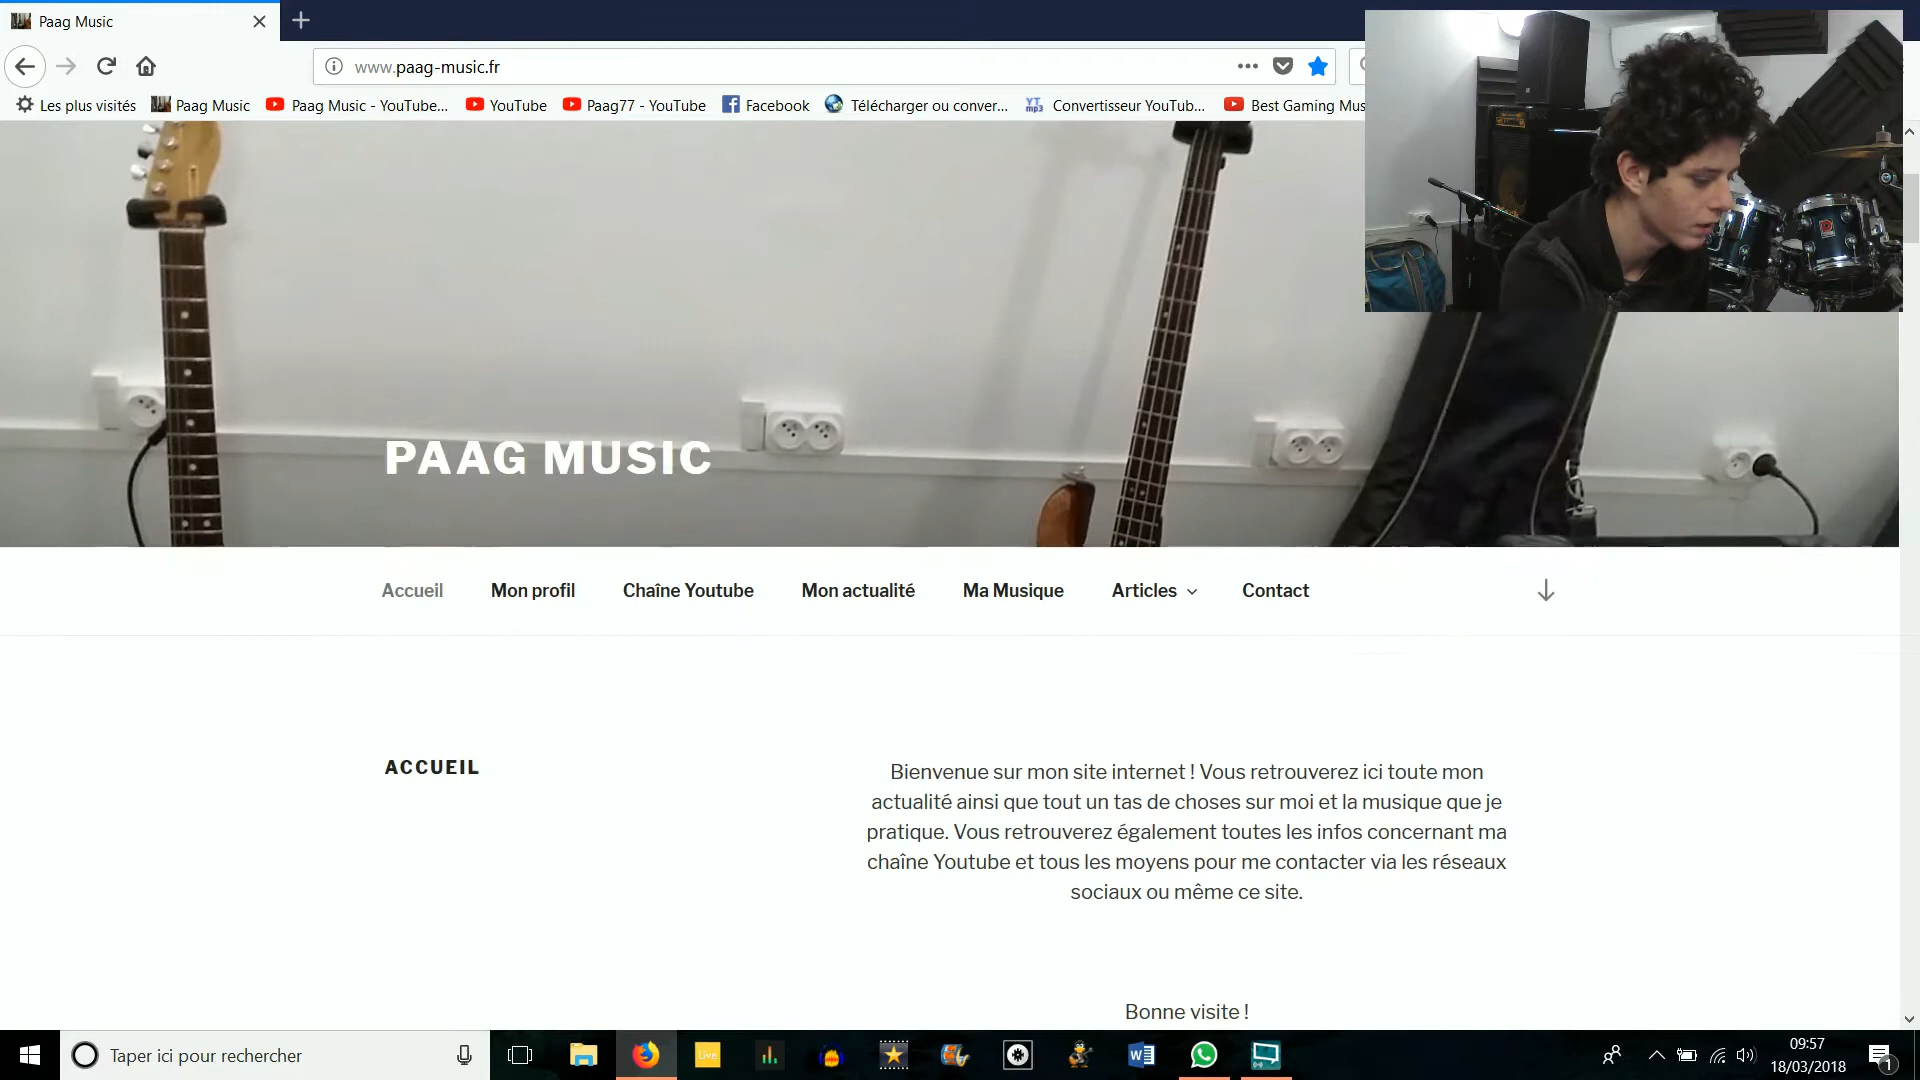 Paag Music
www.paag-music.fr
Les plus visités
Paag Music
Paag Music - YouTube...
YouTube
Paag77 - YouTube
Facebook
Télécharger ou conver...
YT mp3
Convertisseur YouTub...
Best Gaming Mus
PAAG MUSIC
Accueil
Mon profil
Chaîne Youtube
Mon actualité
Ma Musique
Articles
Contact
ACCUEIL
Bienvenue sur mon site internet ! Vous retrouverez ici toute mon
actualité ainsi que tout un tas de choses sur moi et la musique que je
pratique. Vous retrouverez également toutes les infos concernant ma
chaîne Youtube et tous les moyens pour me contacter via les réseaux
sociaux ou même ce site.
Bonne visite !
Taper ici pour rechercher
Live
09:57
18/03/2018
1